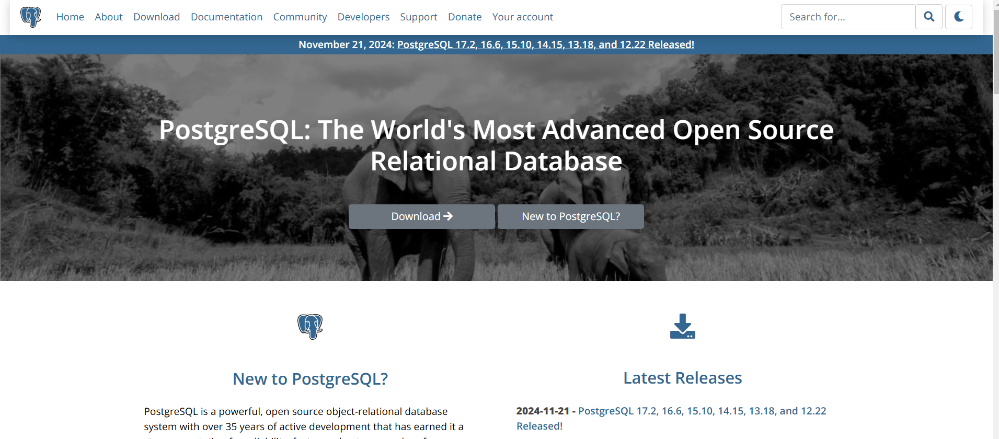 Home About Download Documentation Community Developers Support Donate Your account Search for...
November 21, 2024: PostgreSQL 17.2, 16.6, 15.10, 14.15, 13.18, and 12.22 Released!
PostgreSQL: The World's Most Advanced Open Source
Relational Database
Download New to PostgreSQL?
New to PostgreSQL?
PostgreSQL is a powerful, open source object-relational database
system with over 35 years of active development that has earned it a
Latest Releases
2024-11-21 - PostgreSQL 17.2, 16.6, 15.10, 14.15, 13.18, and 12.22
Released!